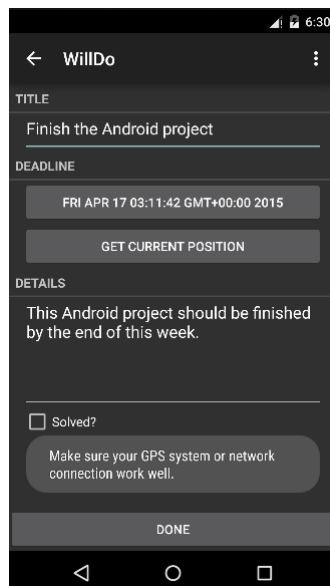 6:30
WillDo
TITLE
Finish the Android project
DEADLINE
FRI APR 17 03:11:42 GMT+00:00 2015
GET CURRENT POSITION
DETAILS
This Android project should be finished
by the end of this week.
Solved?
Make sure your GPS system or network
connection work well.
DONE